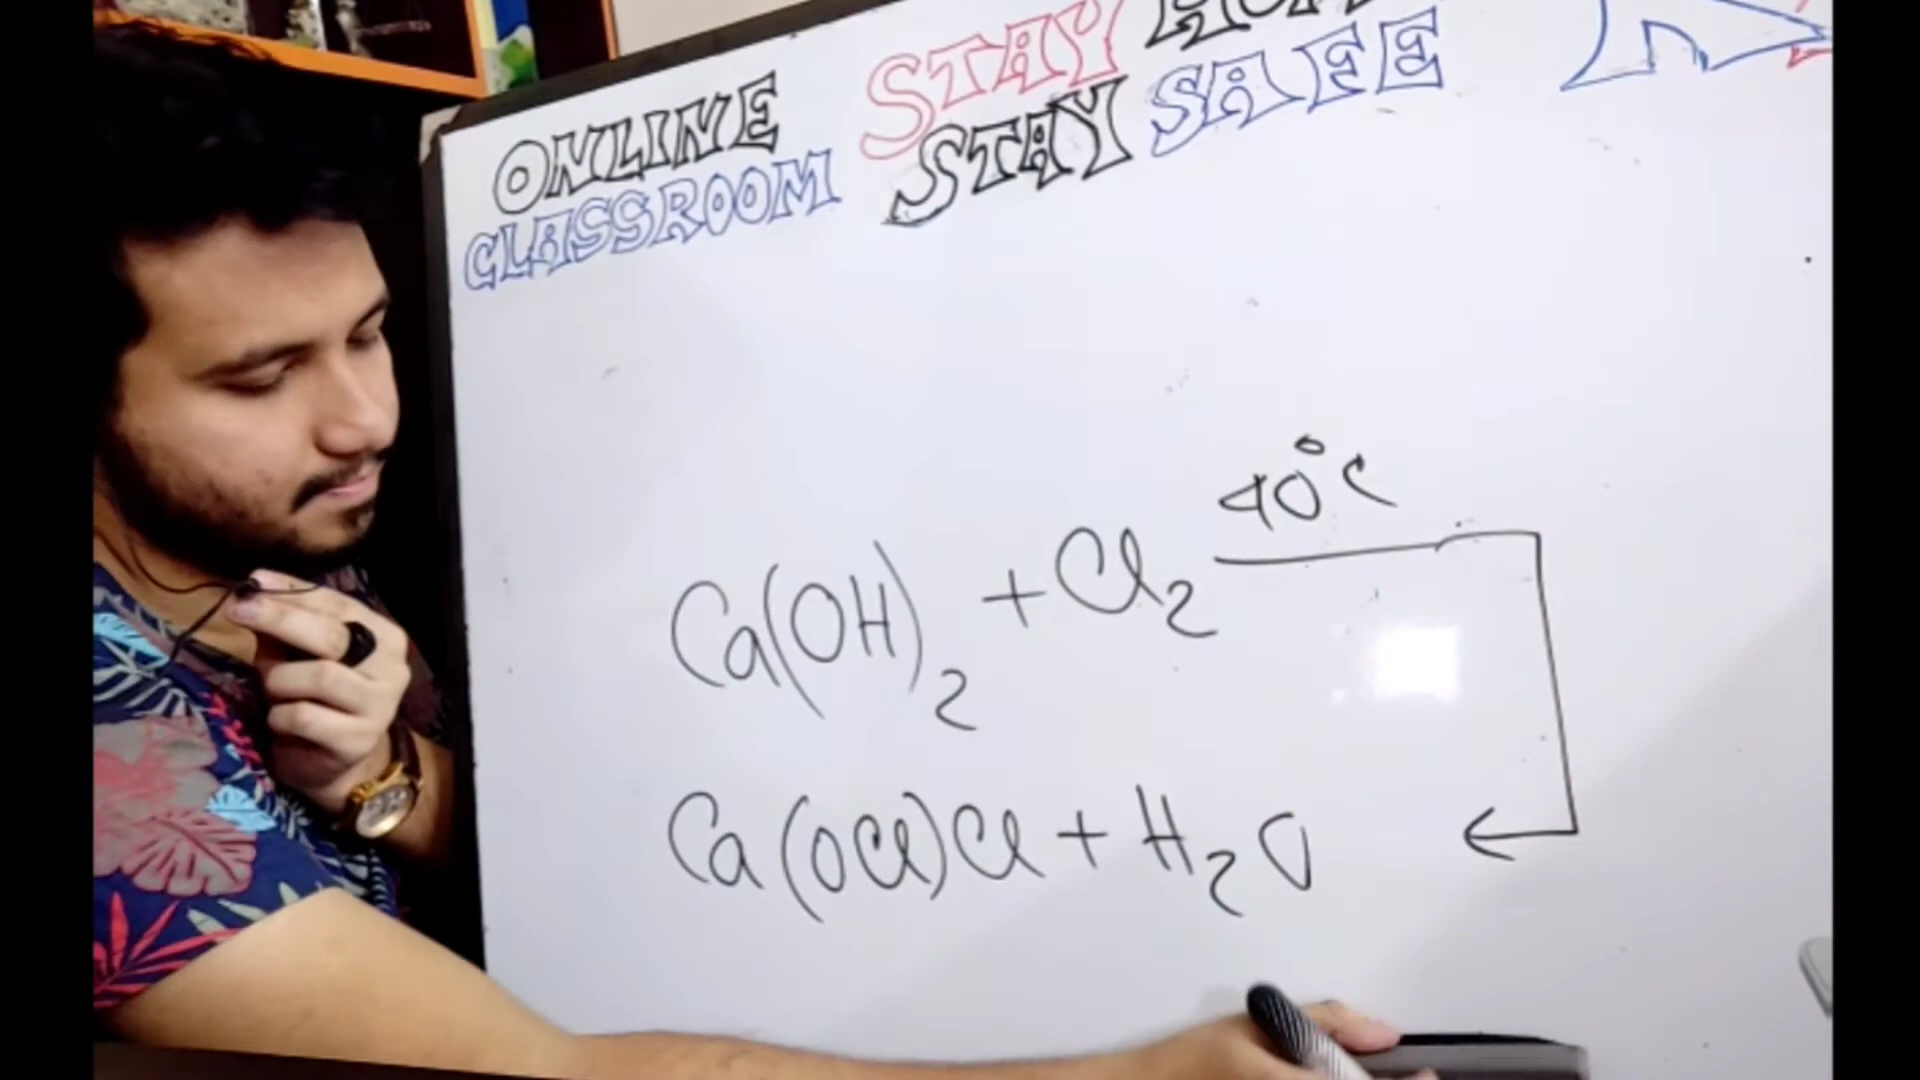 ONLINE
CLASSROOM
STAY
STAY SAFE
40°C
Ca(OH)₂ + Cl₂
Ca(OCl)Cl + H₂O